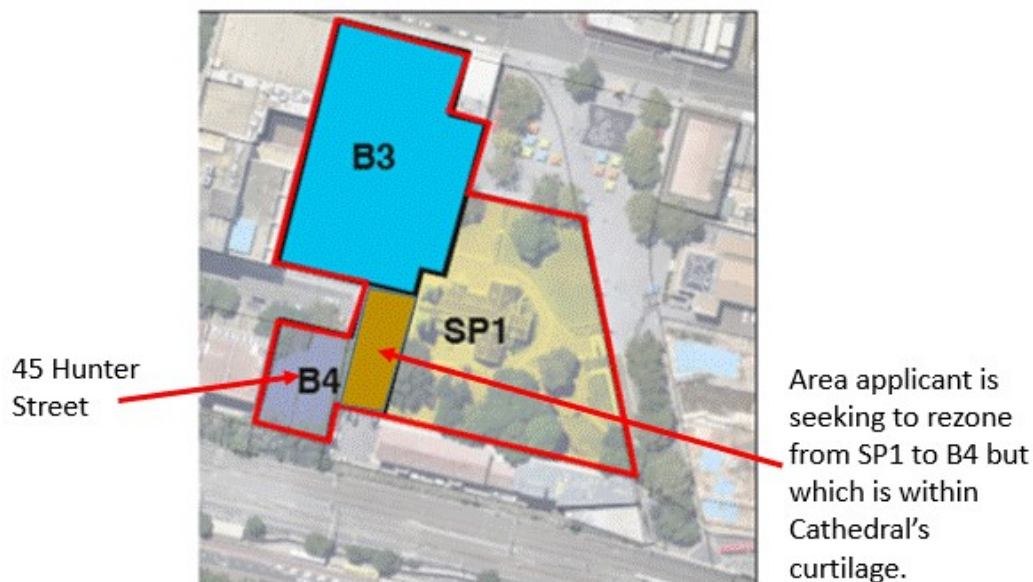 B3
SP1
B4
45 Hunter
Street
Area applicant is
seeking to rezone
from SP1 to B4 but
which is within
Cathedral's
curtilage.